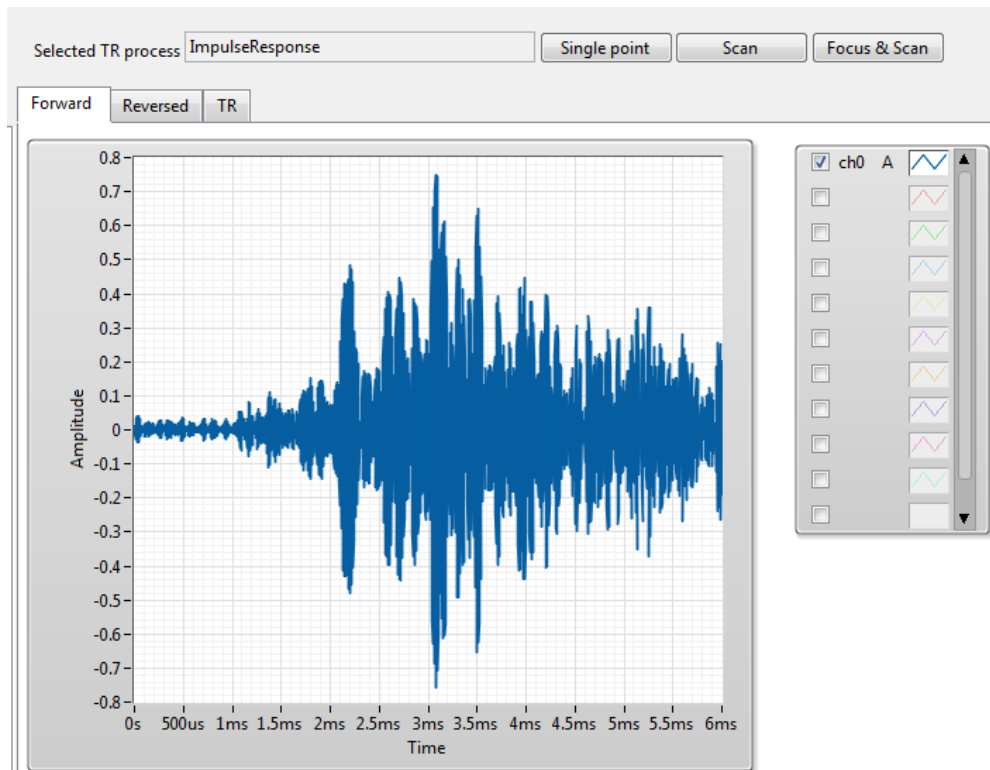 Selected TR process ImpulseResponse Single point Scan Focus & Scan
Forward Reversed TR
0.8
0.7
0.6
0.5
0.4
0.3
0.2
0.1
0
-0.1
-0.2
-0.3
-0.4
-0.5
-0.6
-0.7
-0.8
Amplitude
0s 500us 1ms 1.5ms 2ms 2.5ms 3ms 3.5ms 4ms 4.5ms 5ms 5.5ms 6ms
Time
ch0 A